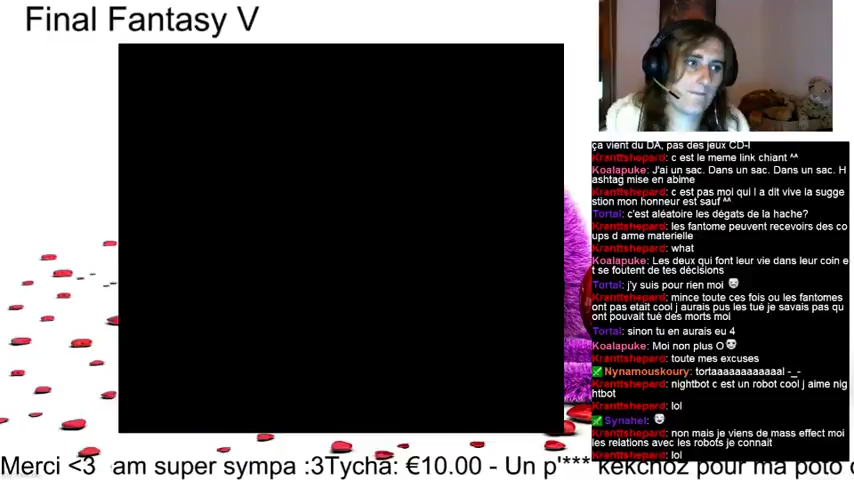 Final Fantasy V
ça vient du DA, pas des jeux CD-I
Kranttshepard: c est le meme link chiant ^^
Koalapuke: J'ai un sac. Dans un sac. Dans un sac. H
ashtag mise en abime
Kranttshepard: c est pas moi qui l a dit vive la sugge
stion mon honneur est sauf ^^
Tortal: c'est aléatoire les dégats de la hache?
Kranttshepard: les fantome peuvent recevoirs des co
ups d arme materielle
Kranttshepard: what
Koalapuke: Les deux qui font leur vie dans leur coin e
t se foutent de tes décisions
Tortal: j'y suis pour rien moi
Kranttshepard: mince toute ces fois ou les fantomes
ont pas etait cool j aurais pus les tué je savais pas qu
ont pouvait tué des morts moi
Tortal: sinon tu en aurais eu 4
Koalapuke: Moi non plus O
Kranttshepard: toute mes excuses
Nynamouskoury: tortaaaaaaaaaaaal -_-
Kranttshepard: nightbot c est un robot cool j aime nig
htbot
Kranttshepard: lol
Synahel:
Kranttshepard: non mais je viens de mass effect moi
les relations avec les robots je connait
Kranttshepard: lol
Merci <3 am super sympa :3Tycha: €10.00 - Un p'*** kekchoz pour ma poto